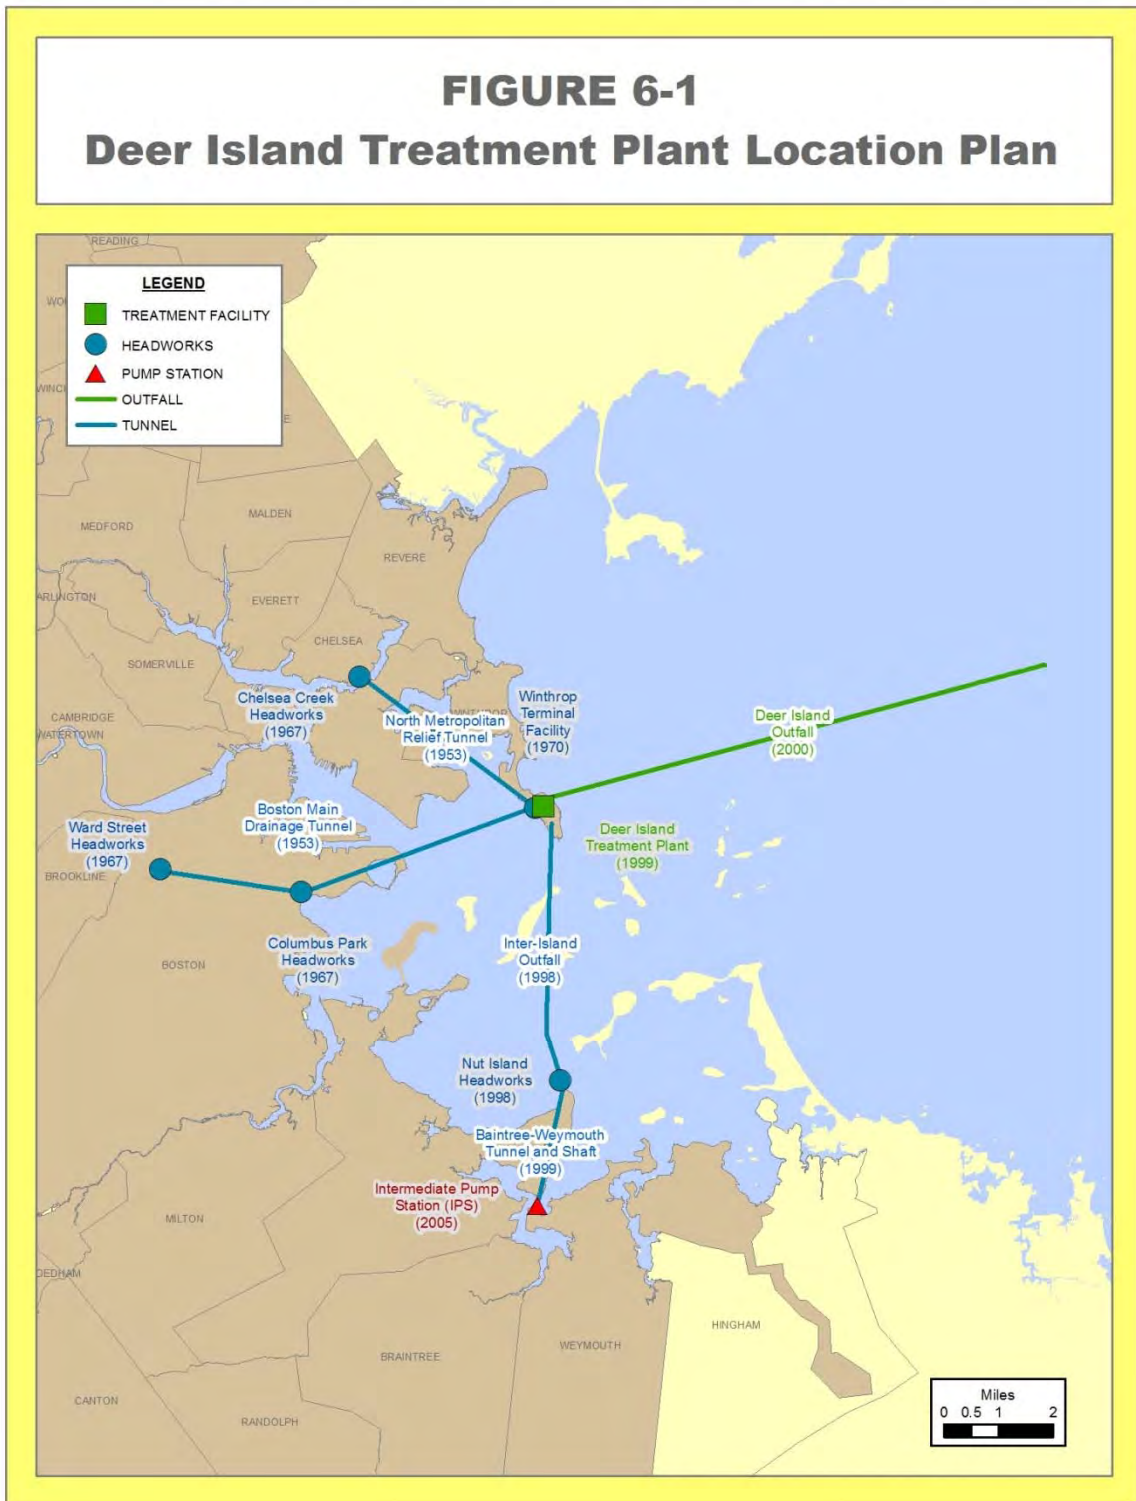 FIGURE 6-1
Deer Island Treatment Plant Location Plan
READING
LEGEND
TREATMENT FACILITY
HEADWORKS
PUMP STATION
OUTFALL
TUNNEL
MALDEN
MEDFORD
REVERE
ARLINGTON
EVERETT
CHELSEA
SOMERVILLE
Chelsea Creek
Headworks
(1967)
North Metropolitan
Relief Tunnel
(1953)
WINTHROP
Winthrop
Terminal
Facility
(1970)
Deer Island
Outfall
(2000)
CAMBRIDGE
WATERTOWN
Boston Main
Drainage Tunnel
(1953)
Ward Street
Headworks
(1967)
Deer Island
Treatment Plant
(1999)
BROOKLINE
Columbus Park
Headworks
(1967)
BOSTON
Inter-Island
Outfall
(1998)
Nut Island
Headworks
(1998)
Baintree-Weymouth
Tunnel and Shaft
(1999)
Intermediate Pump
Station (IPS)
(2005)
MILTON
DEDHAM
HINGHAM
WEYMOUTH
BRAINTREE
CANTON
RANDOLPH
Miles
0 0.5 1 2